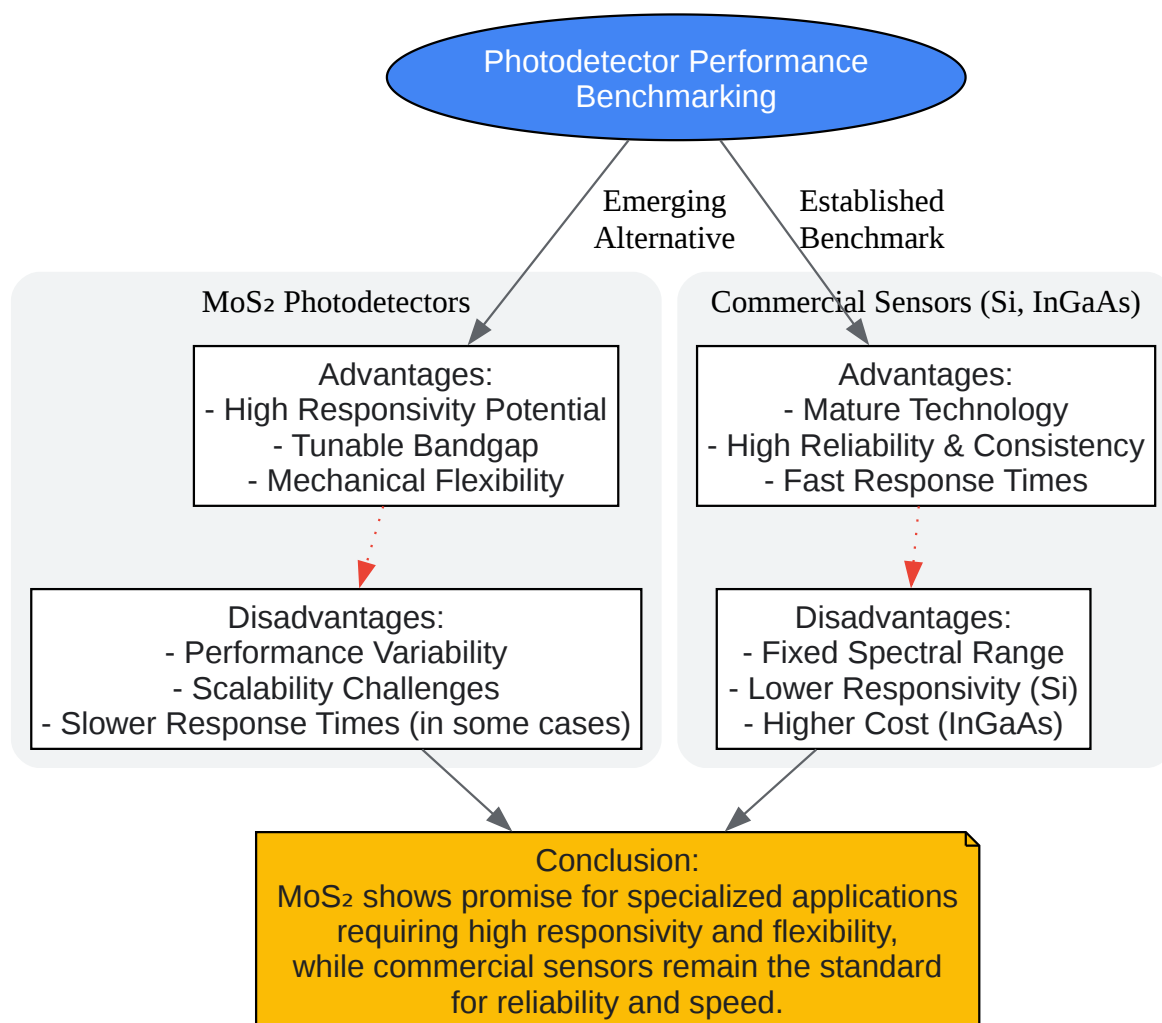 Photodetector Performance
Benchmarking
Emerging
Alternative
Established
Benchmark
MoS₂ Photodetectors
Advantages:
- High Responsivity Potential
- Tunable Bandgap
- Mechanical Flexibility
Disadvantages:
- Performance Variability
- Scalability Challenges
- Slower Response Times (in some cases)
Commercial Sensors (Si, InGaAs)
Advantages:
- Mature Technology
- High Reliability & Consistency
- Fast Response Times
Disadvantages:
- Fixed Spectral Range
- Lower Responsivity (Si)
- Higher Cost (InGaAs)
Conclusion:
MoS₂ shows promise for specialized applications
requiring high responsivity and flexibility,
while commercial sensors remain the standard
for reliability and speed.